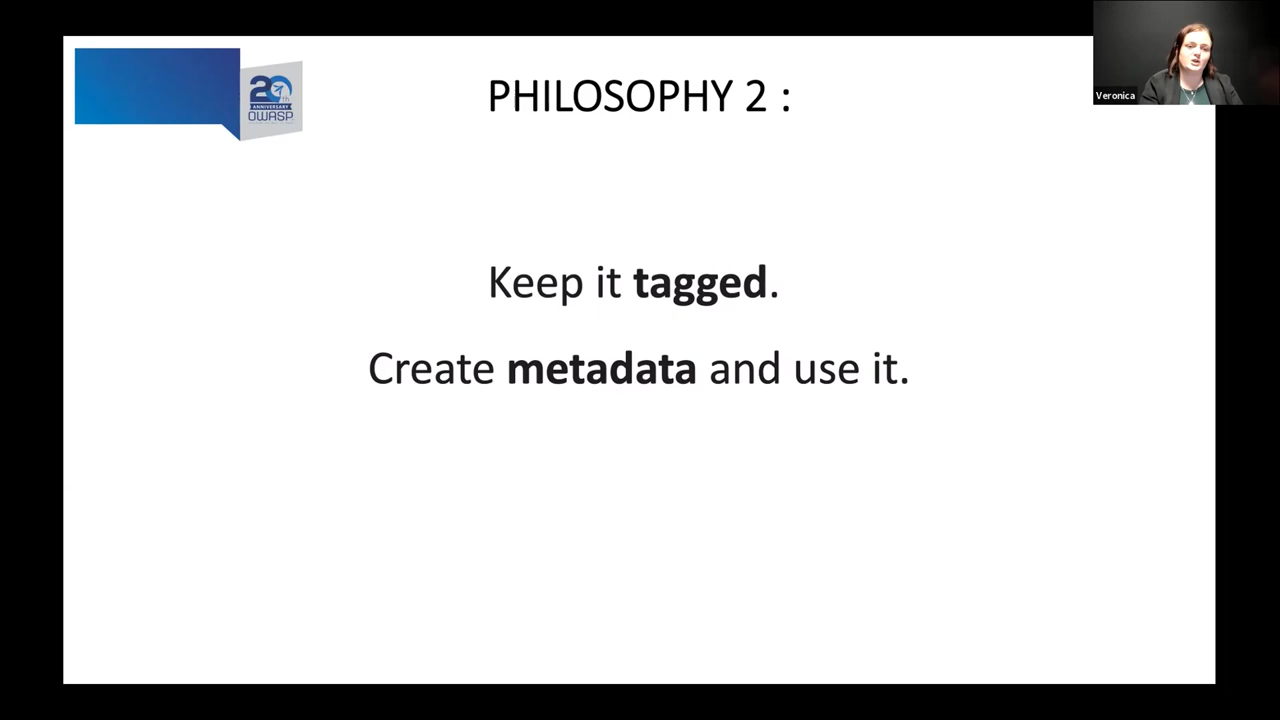 PHILOSOPHY 2 :
20th
ANNIVERSARY
OWASP
Veronica
Keep it tagged.
Create metadata and use it.